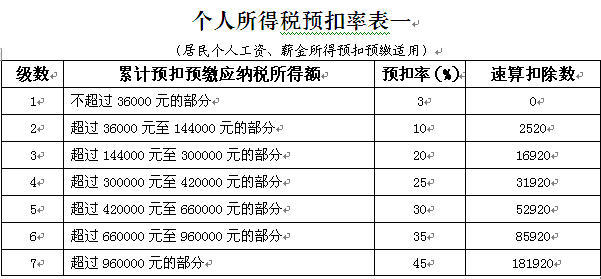 个人所得税预扣率表一
（居民个人工资、薪金所得预扣预缴适用）
级数 累计预扣预缴应纳税所得额 预扣率（%） 速算扣除数
1 不超过 36000 元的部分 3 0
2 超过 36000 元至 144000 元的部分 10 2520
3 超过 144000 元至 300000 元的部分 20 16920
4 超过 300000 元至 420000 元的部分 25 31920
5 超过 420000 元至 660000 元的部分 30 52920
6 超过 660000 元至 960000 元的部分 35 85920
7 超过 960000 元的部分 45 181920